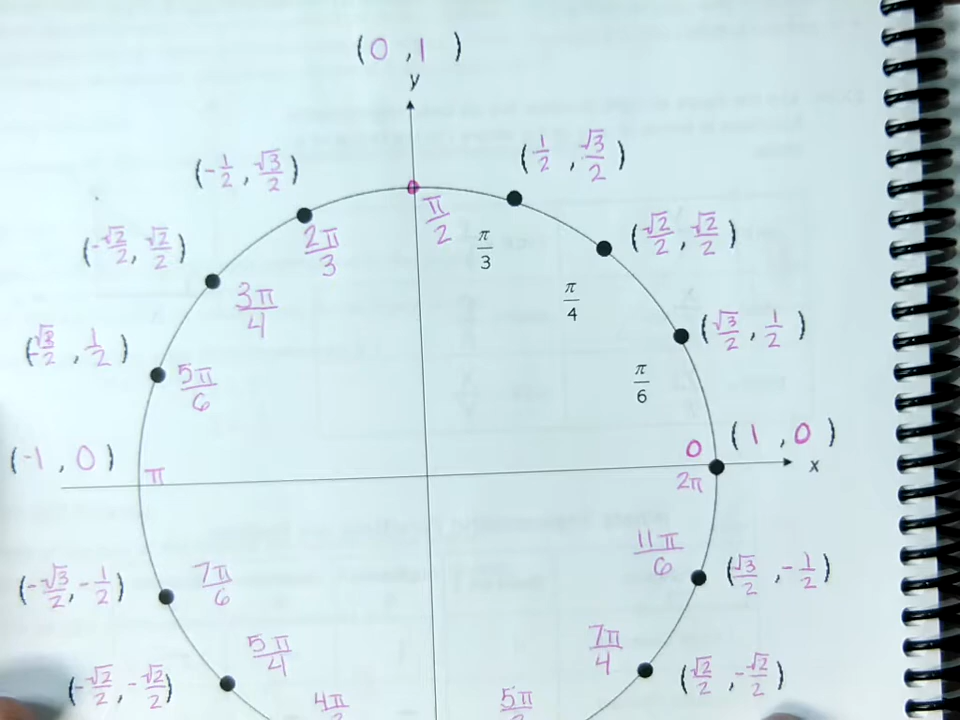 (0, 1)
y
(-1/2, √3/2)
(1/2, √3/2)
π/2
2π/3
π/3
(-√2/2, √2/2)
(√2/2, √2/2)
3π/4
π/4
(-√3/2, 1/2)
(√3/2, 1/2)
5π/6
π/6
(-1, 0)
π
0
(1, 0)
x
2π
11π/6
(√3/2, -1/2)
(-√3/2, -1/2)
7π/6
5π/4
7π/4
(-√2/2, -√2/2)
(√2/2, -√2/2)
4π
5π